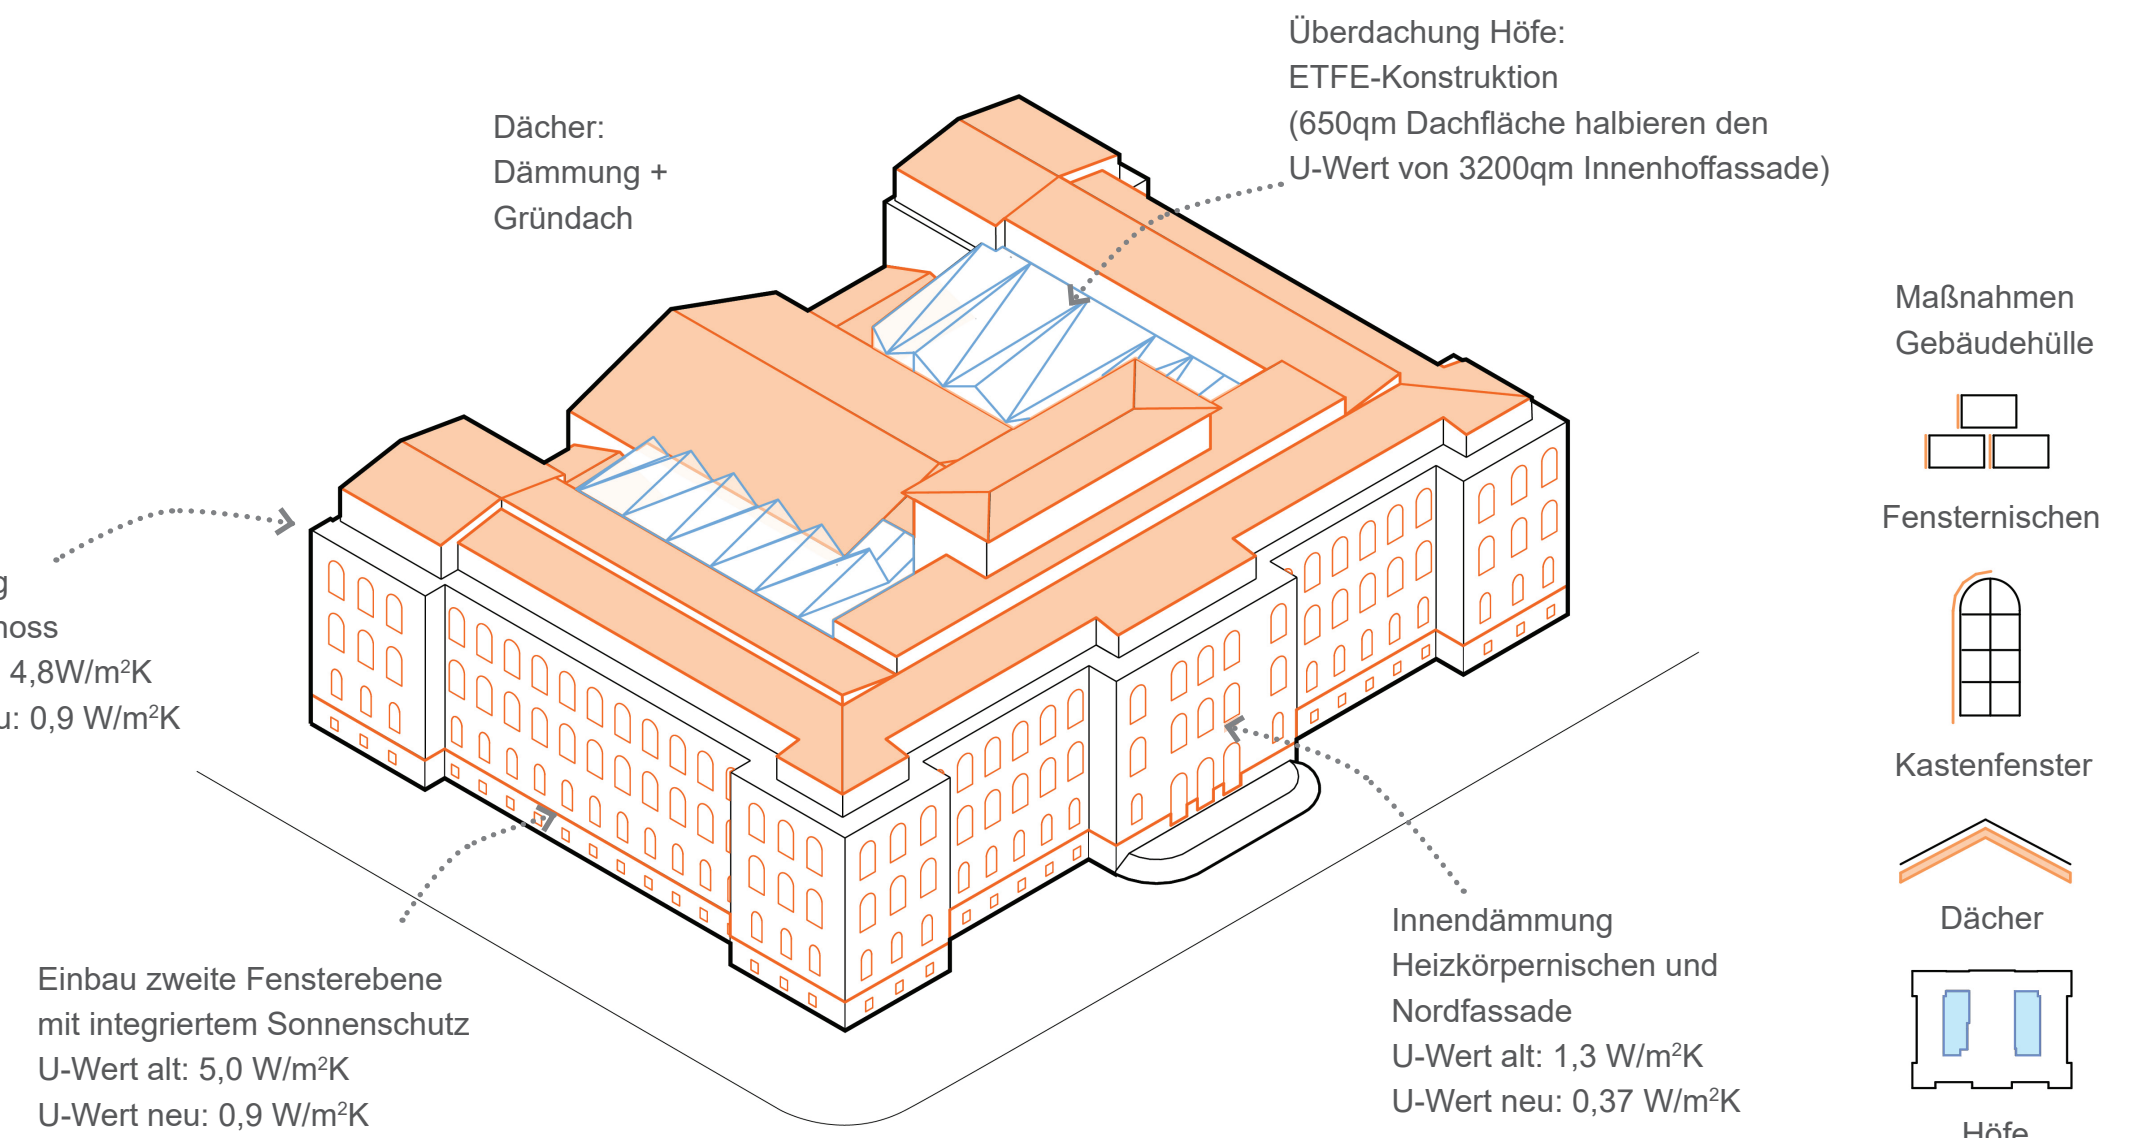 Überdachung Höfe:
ETFE-Konstruktion
(650qm Dachfläche halbieren den
U-Wert von 3200qm Innenhoffassade)
Dächer:
Dämmung +
Gründach
Maßnahmen
Gebäudehülle
Fensternischen
Kastenfenster
Dächer
Höfe
4,8W/m²K
0,9 W/m²K
Einbau zweite Fensterebene
mit integriertem Sonnenschutz
U-Wert alt: 5,0 W/m²K
U-Wert neu: 0,9 W/m²K
Innendämmung
Heizkörpernischen und
Nordfassade
U-Wert alt: 1,3 W/m²K
U-Wert neu: 0,37 W/m²K